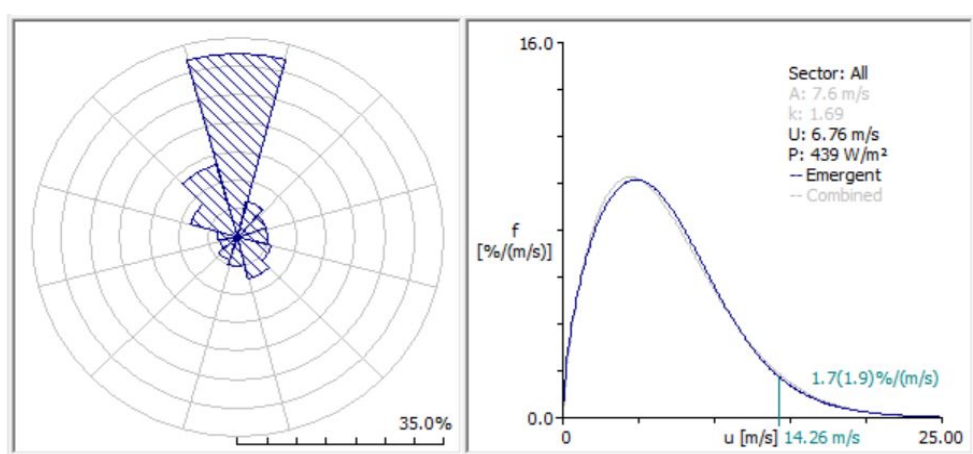 35.0%
16.0
f
[%/(m/s)]
0.0
Sector: All
A: 7.6 m/s
k: 1.69
U: 6.76 m/s
P: 439 W/m²
-- Emergent
-- Combined
1.7(1.9)%/(m/s)
0 u [m/s] 14.26 m/s 25.00